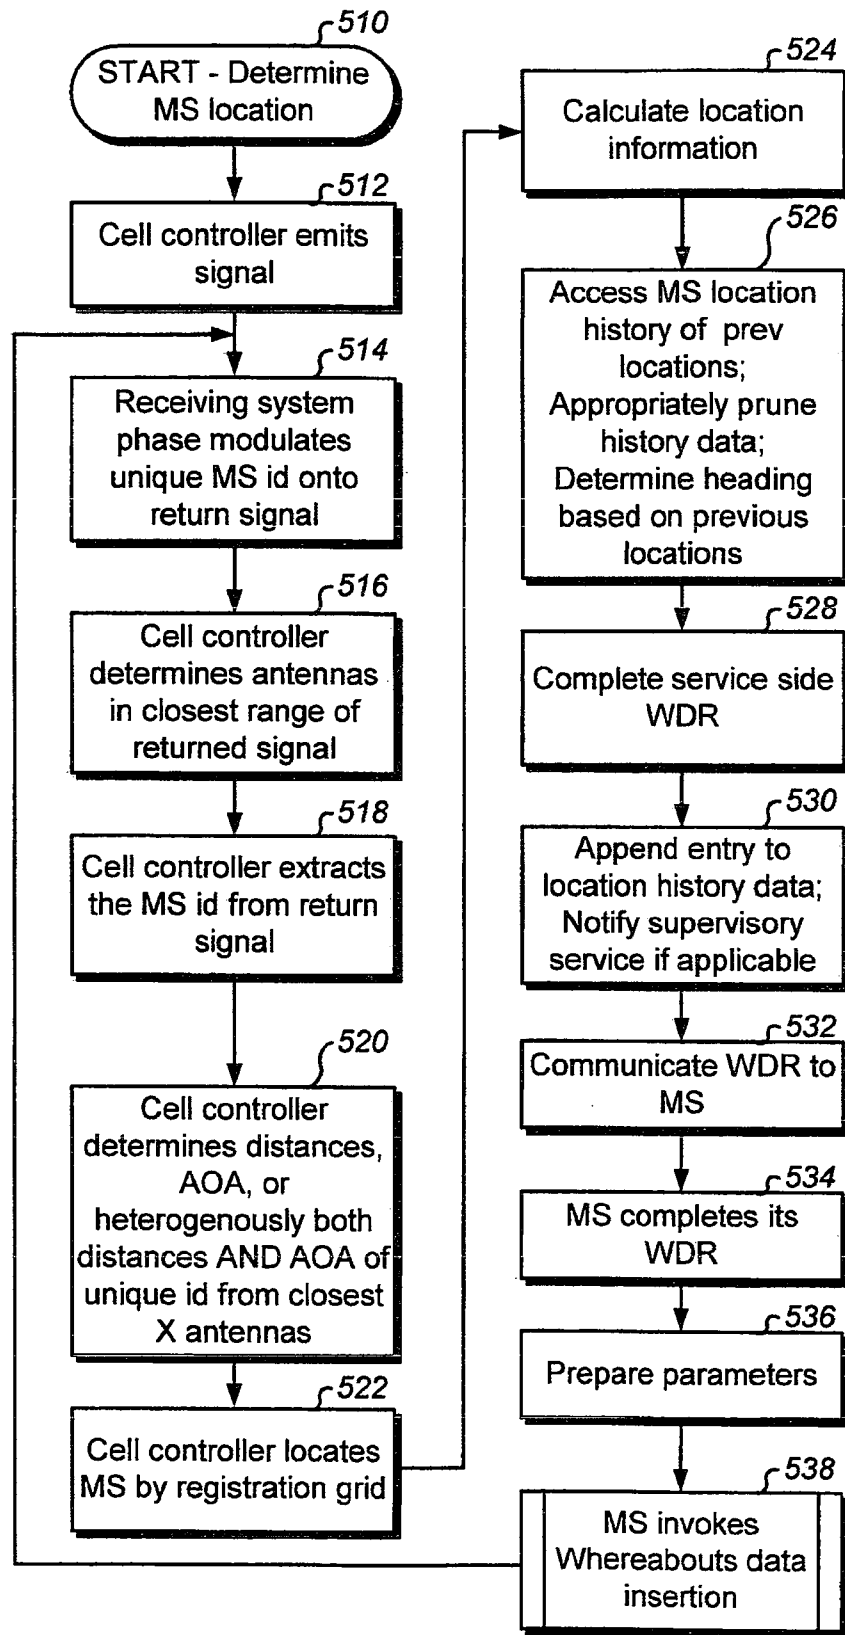 510
START - Determine
MS location
512
Cell controller emits
signal
514
Receiving system
phase modulates
unique MS id onto
return signal
516
Cell controller
determines antennas
in closest range of
returned signal
518
Cell controller extracts
the MS id from return
signal
520
Cell controller
determines distances,
AOA, or
heterogenously both
distances AND AOA of
unique id from closest
X antennas
522
Cell controller locates
MS by registration grid
524
Calculate location
information
526
Access MS location
history of prev
locations;
Appropriately prune
history data;
Determine heading
based on previous
locations
528
Complete service side
WDR
530
Append entry to
location history data;
Notify supervisory
service if applicable
532
Communicate WDR to
MS
534
MS completes its
WDR
536
Prepare parameters
538
MS invokes
Whereabouts data
insertion